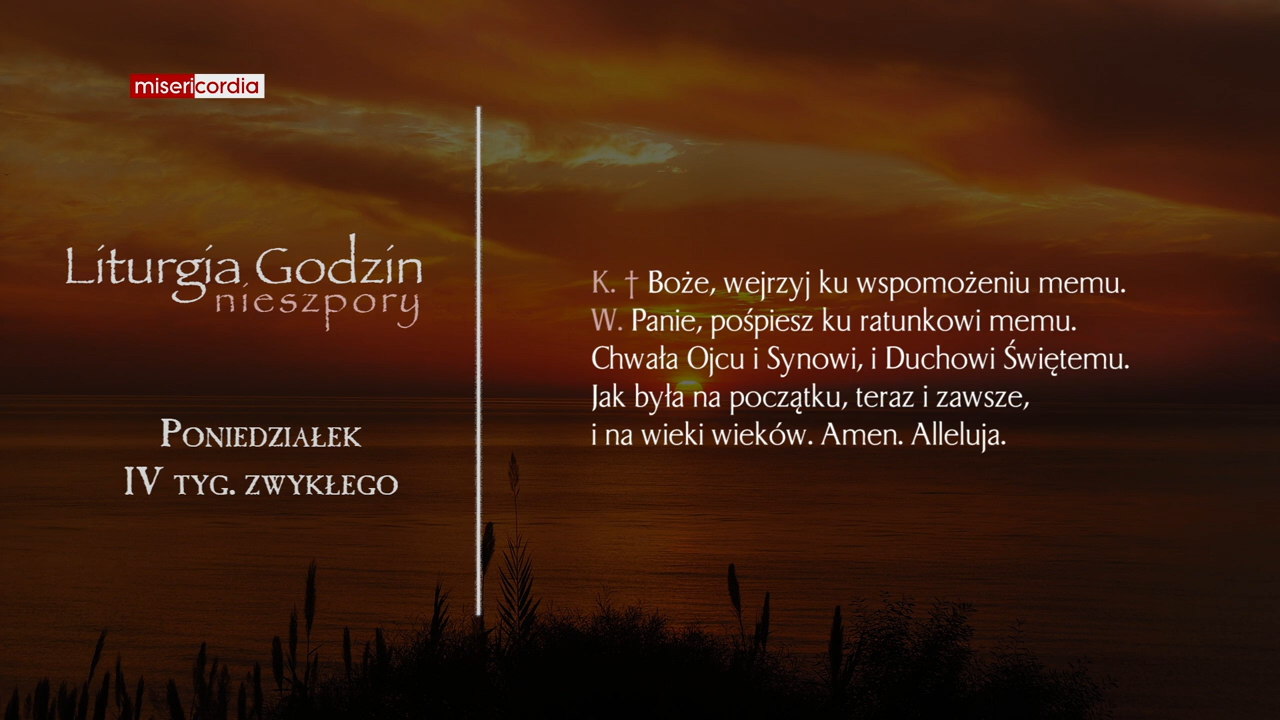 misericordia
Liturgia Godzin
nieszpory
Poniedziałek
IV tyg. zwykłego
K. † Boże, wejrzyj ku wspomożeniu memu.
W. Panie, pośpiesz ku ratunkowi memu.
Chwała Ojcu i Synowi, i Duchowi Świętemu.
Jak była na początku, teraz i zawsze,
i na wieki wieków. Amen. Alleluja.